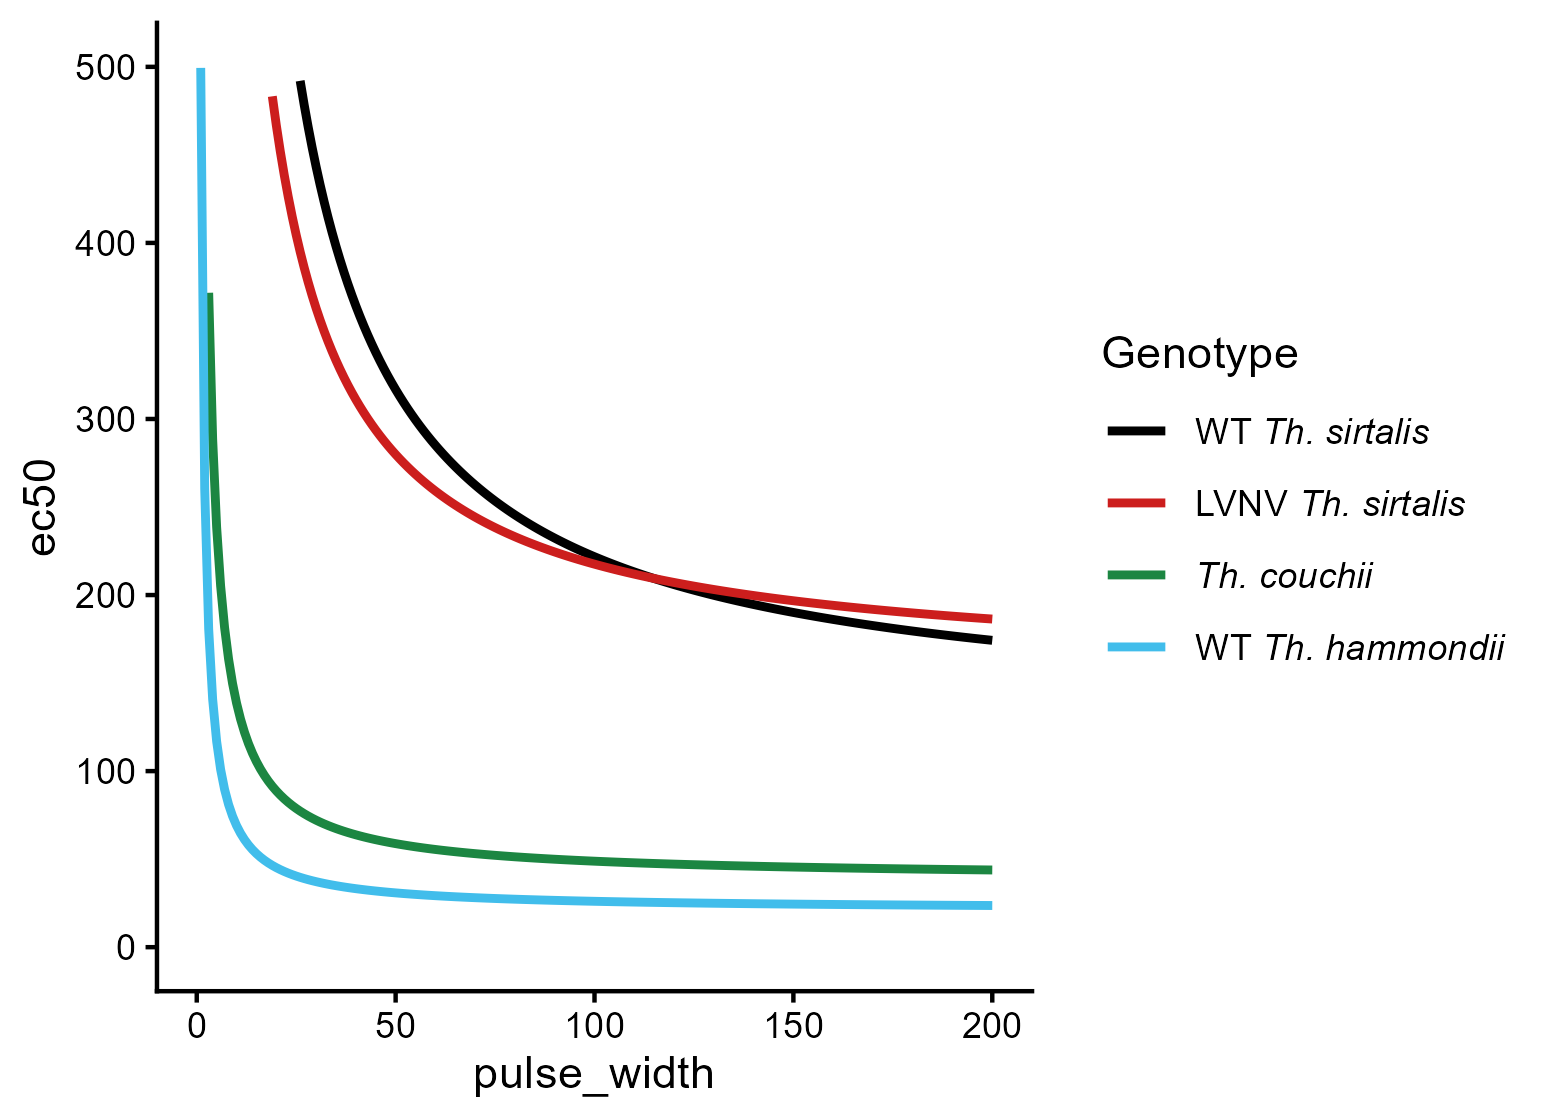 500
400
300
200
100
0
ec50
0 50 100 150 200
pulse_width
Genotype
WT Th. sirtalis
LVNV Th. sirtalis
Th. couchii
WT Th. hammondii